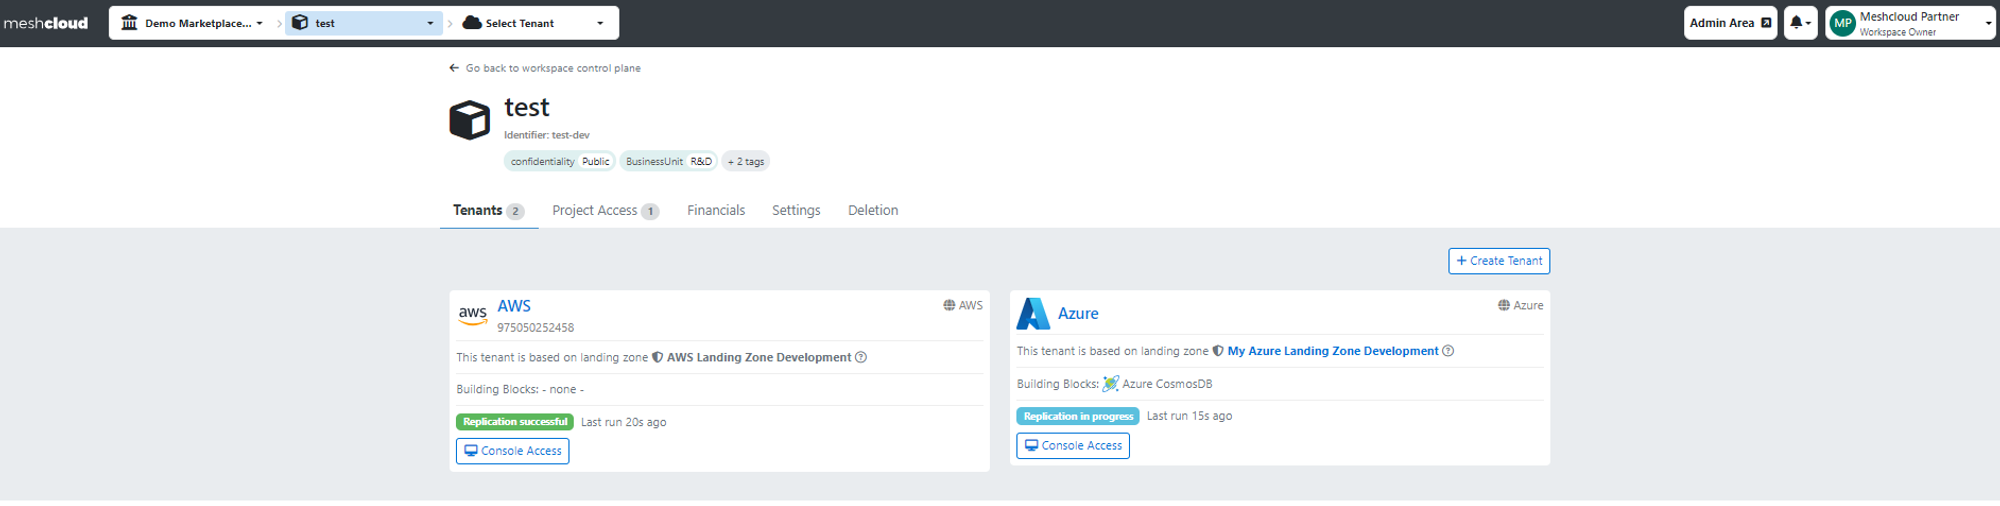 meshcloud Demo Marketplace... test Select Tenant Admin Area MP Meshcloud Partner
Workspace Owner
Go back to workspace control plane
test
Identifier: test-dev
confidentiality Public BusinessUnit R&D + 2 tags
Tenants 2 Project Access 1 Financials Settings Deletion
+ Create Tenant
aws AWS AWS
975050252458
This tenant is based on landing zone AWS Landing Zone Development ?
Building Blocks: - none -
Replication successful Last run 20s ago
Console Access
Azure Azure
This tenant is based on landing zone My Azure Landing Zone Development ?
Building Blocks: Azure CosmosDB
Replication in progress Last run 15s ago
Console Access